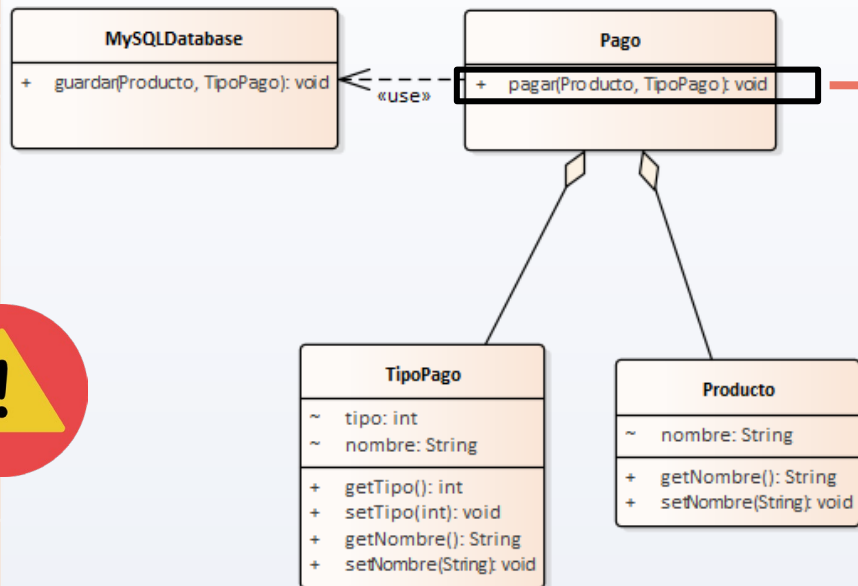 MySQLDatabase
+ guardar(Producto, TipoPago): void
«use»
Pago
+ pagar(Producto, TipoPago): void
TipoPago
~ tipo: int
~ nombre: String
+ getTipo(): int
+ setTipo(int): void
+ getNombre(): String
+ setNombre(String): void
Producto
~ nombre: String
+ getNombre(): String
+ setNombre(String): void
!